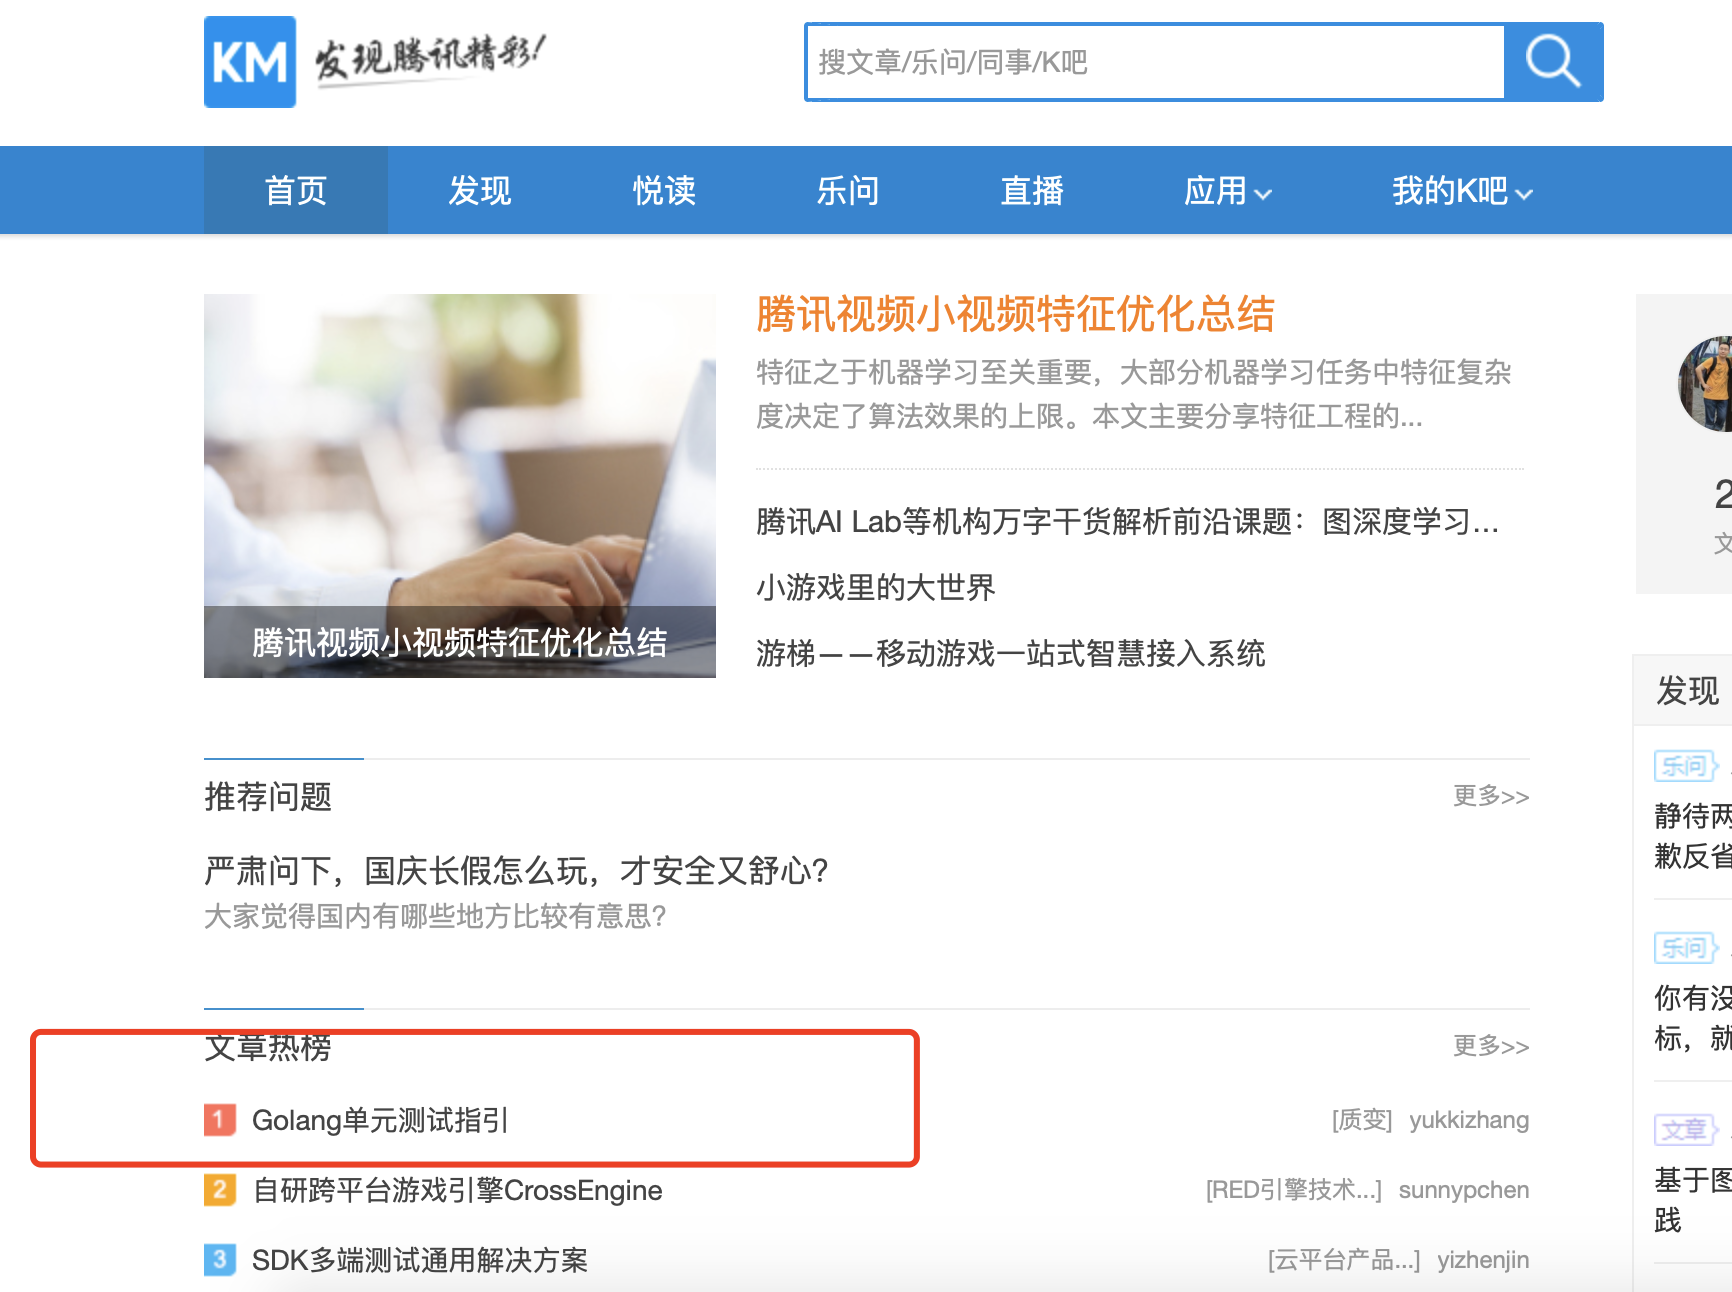 KM 发现腾讯精彩!
搜文章/乐问/同事/K吧
首页 发现 悦读 乐问 直播 应用 我的K吧
腾讯视频小视频特征优化总结
特征之于机器学习至关重要，大部分机器学习任务中特征复杂
度决定了算法效果的上限。本文主要分享特征工程的...
腾讯AI Lab等机构万字干货解析前沿课题：图深度学习...
小游戏里的大世界
游梯——移动游戏一站式智慧接入系统
腾讯视频小视频特征优化总结
推荐问题 更多>>
严肃问下，国庆长假怎么玩，才安全又舒心?
大家觉得国内有哪些地方比较有意思?
文章热榜 更多>>
1 Golang单元测试指引 [质变] yukkizhang
2 自研跨平台游戏引擎CrossEngine [RED引擎技术...] sunnypchen
3 SDK多端测试通用解决方案 [云平台产品...] yizhenjin
2
文
发现
乐问
静待两
歉反省
乐问
你有没
标，就
文章
基于图
践